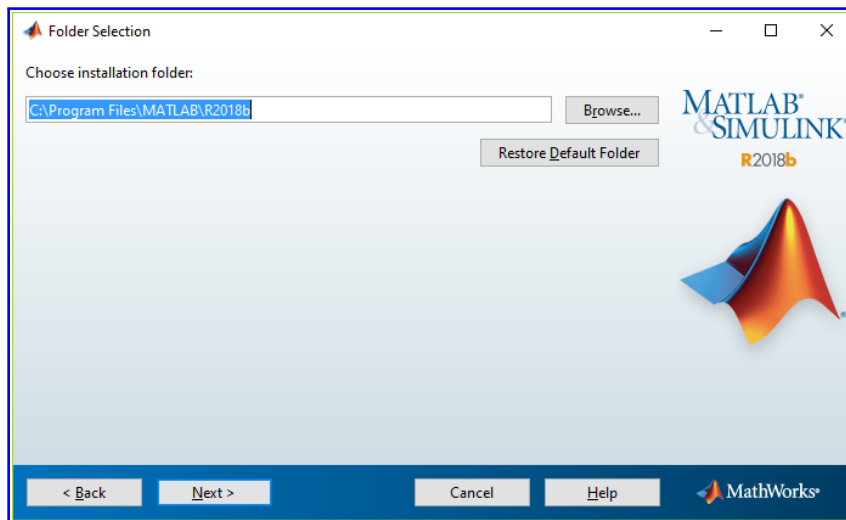 Folder Selection
Choose installation folder:
C:\Program Files\MATLAB\R2018b
Browse...
Restore Default Folder
MATLAB®
&SIMULINK®
R2018b
< Back
Next >
Cancel
Help
MathWorks®